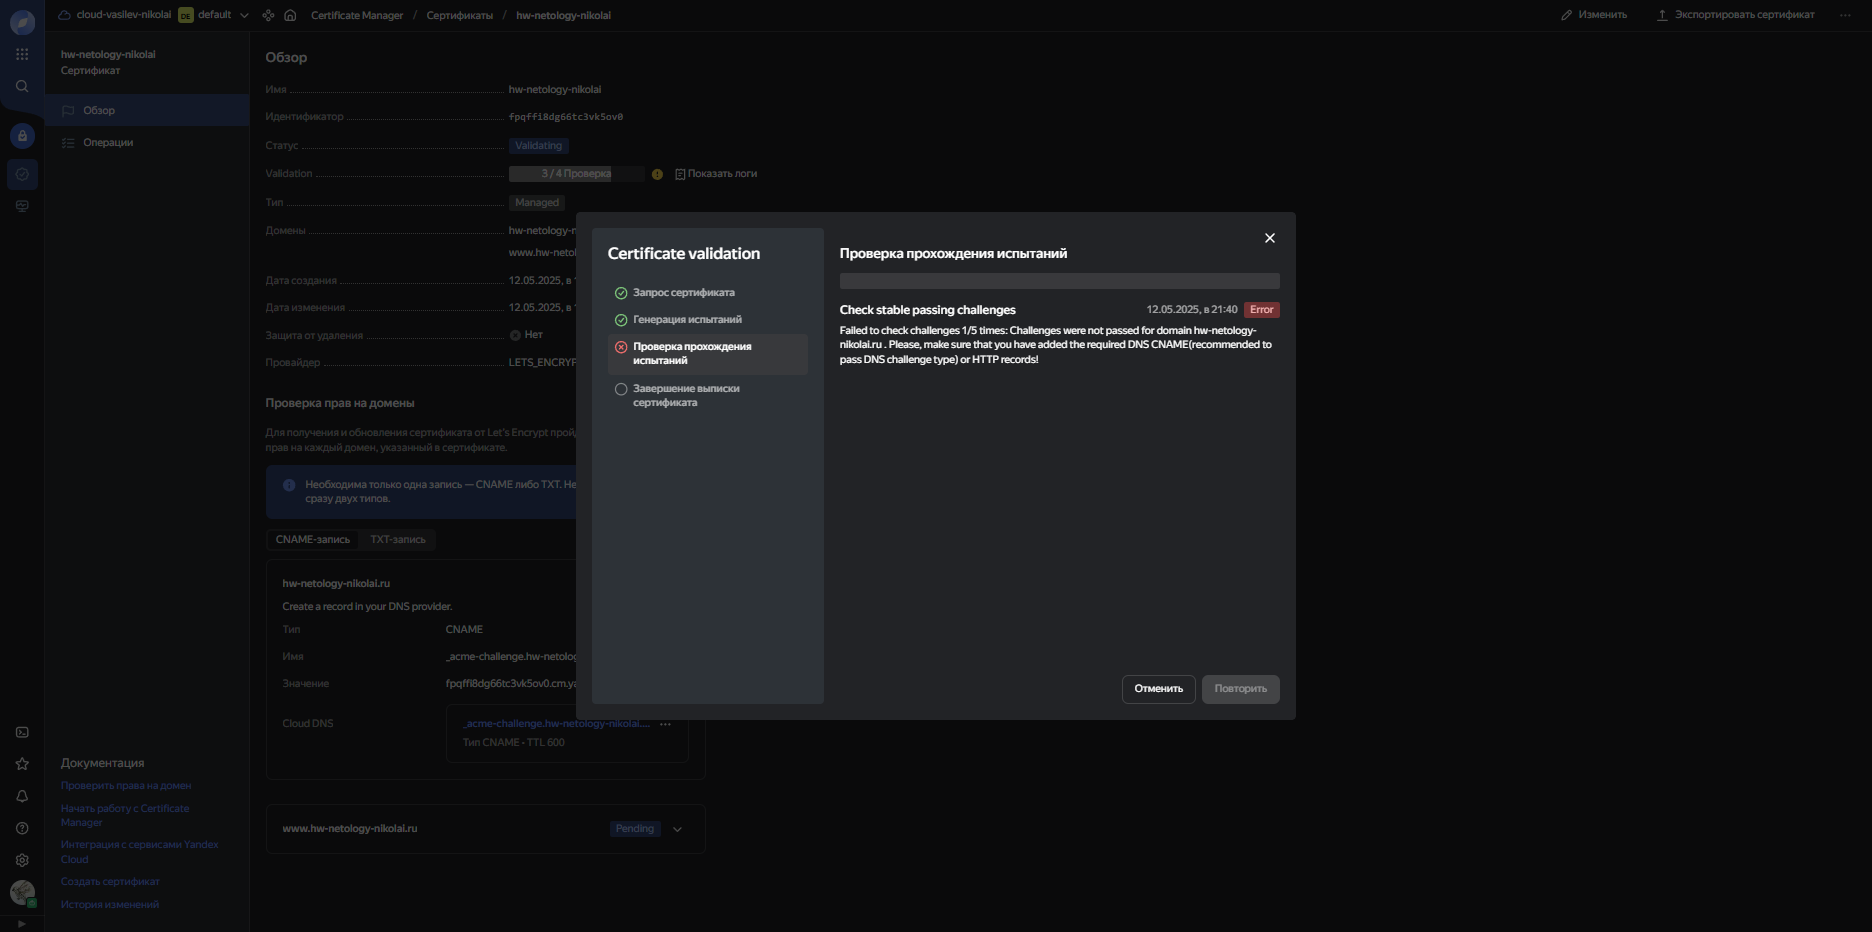 cloud-vasilev-nikolai DE default Certificate Manager / Сертификаты / hw-netology-nikolai Изменить Экспортировать сертификат
hw-netology-nikolai
Сертификат
Обзор
Операции
Обзор
Имя hw-netology-nikolai
Идентификатор fpqffi8dg66tc3vk5ov0
Статус Validating
Validation 3 / 4 Проверка Показать логи
Тип Managed
Домены hw-netology-n
www.hw-netol
Дата создания 12.05.2025, в 1
Дата изменения 12.05.2025, в
Защита от удаления Нет
Провайдер LETS_ENCRYP
Проверка прав на домены
Для получения и обновления сертификата от Let's Encrypt пройд
прав на каждый домен, указанный в сертификате.
Необходима только одна запись — CNAME либо TXT. Не
сразу двух типов.
CNAME-запись TXT-запись
hw-netology-nikolai.ru
Create a record in your DNS provider.
Тип CNAME
Имя _acme-challenge.hw-netolog
Значение fpqffi8dg66tc3vk5ov0.cm.ya
Cloud DNS _acme-challenge.hw-netology-nikolai....
Тип CNAME • TTL 600
www.hw-netology-nikolai.ru Pending
Документация
Проверить права на домен
Начать работу с Certificate
Manager
Интеграция с сервисами Yandex
Cloud
Создать сертификат
История изменений
Certificate validation
Запрос сертификата
Генерация испытаний
Проверка прохождения
испытаний
Завершение выписки
сертификата
Проверка прохождения испытаний
Check stable passing challenges 12.05.2025, в 21:40 Error
Failed to check challenges 1/5 times: Challenges were not passed for domain hw-netology-
nikolai.ru . Please, make sure that you have added the required DNS CNAME(recommended to
pass DNS challenge type) or HTTP records!
Отменить Повторить